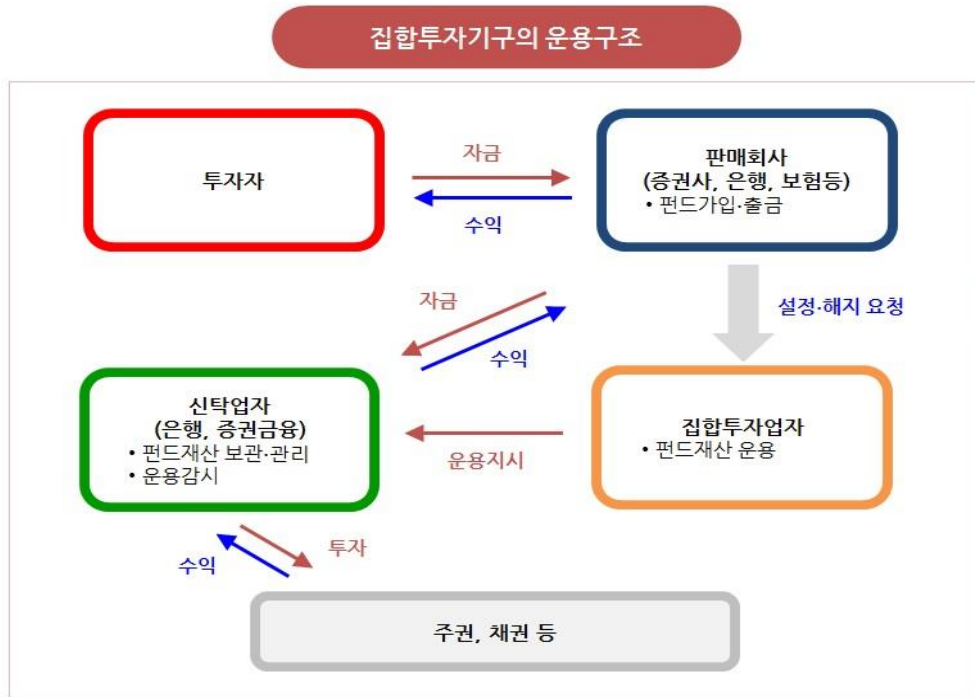 집합투자기구의 운용구조
투자자
자금
수익
판매회사
(증권사, 은행, 보험등)
• 펀드가입·출금
자금
수익
설정·해지 요청
신탁업자
(은행, 증권금융)
• 펀드재산 보관·관리
• 운용감시
운용지시
집합투자업자
• 펀드재산 운용
수익
투자
주권, 채권 등